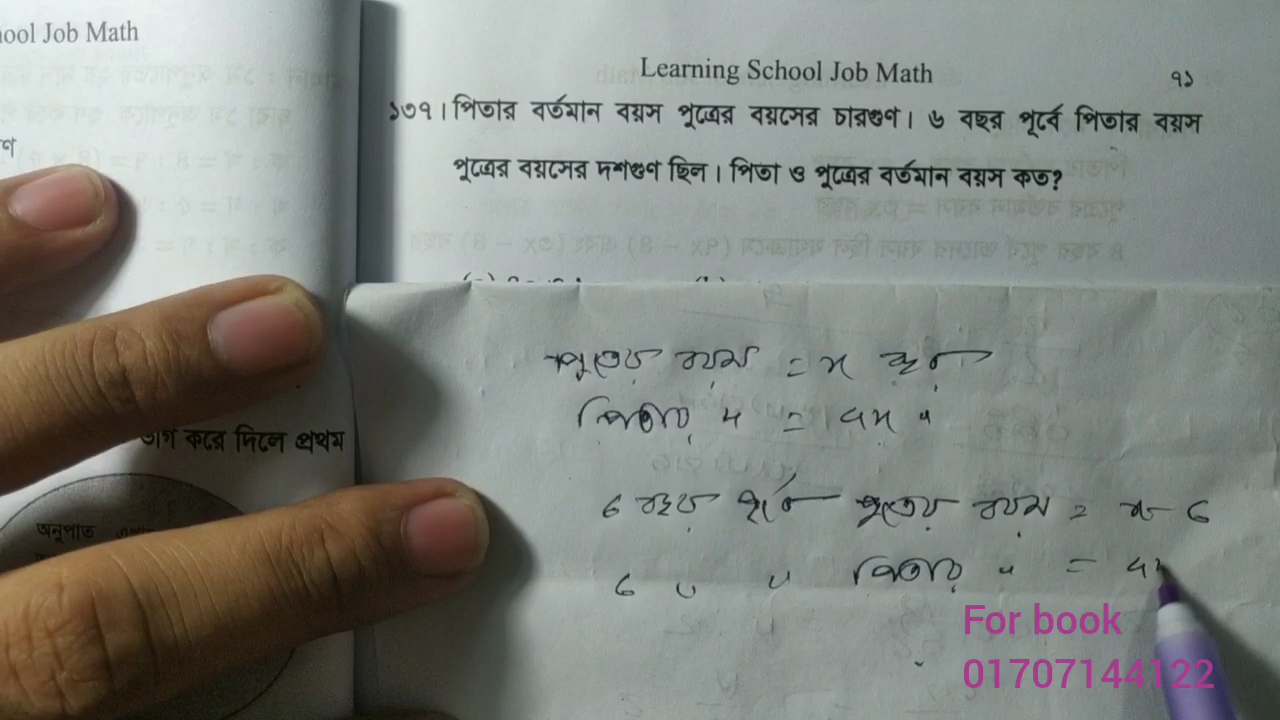 ool Job Math
ণ
ভাগ করে দিলে প্রথম
অনুপাত
Learning School Job Math
৭১
১৩৭। পিতার বর্তমান বয়স পুত্রের বয়সের চারগুণ। ৬ বছর পূর্বে পিতার বয়স
পুত্রের বয়সের দশগুণ ছিল। পিতা ও পুত্রের বর্তমান বয়স কত?
পুত্রের বয়স = x বছর
পিতার " = 4x "
6 বছর পূর্বে পুত্রের বয়স = x - 6
6 " " পিতার " = 4x
For book
01707144122